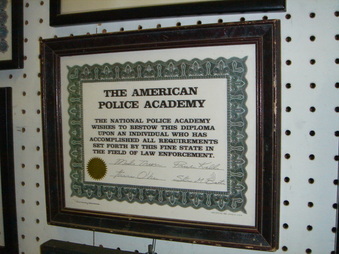 THE AMERICAN
POLICE ACADEMY
THE NATIONAL POLICE ACADEMY
WISHES TO BESTOW THIS DIPLOMA
UPON AN INDIVIDUAL WHO HAS
ACCOMPLISHED ALL REQUIREMENTS
SET FORTH BY THIS FINE STATE IN
THE FIELD OF LAW ENFORCEMENT.